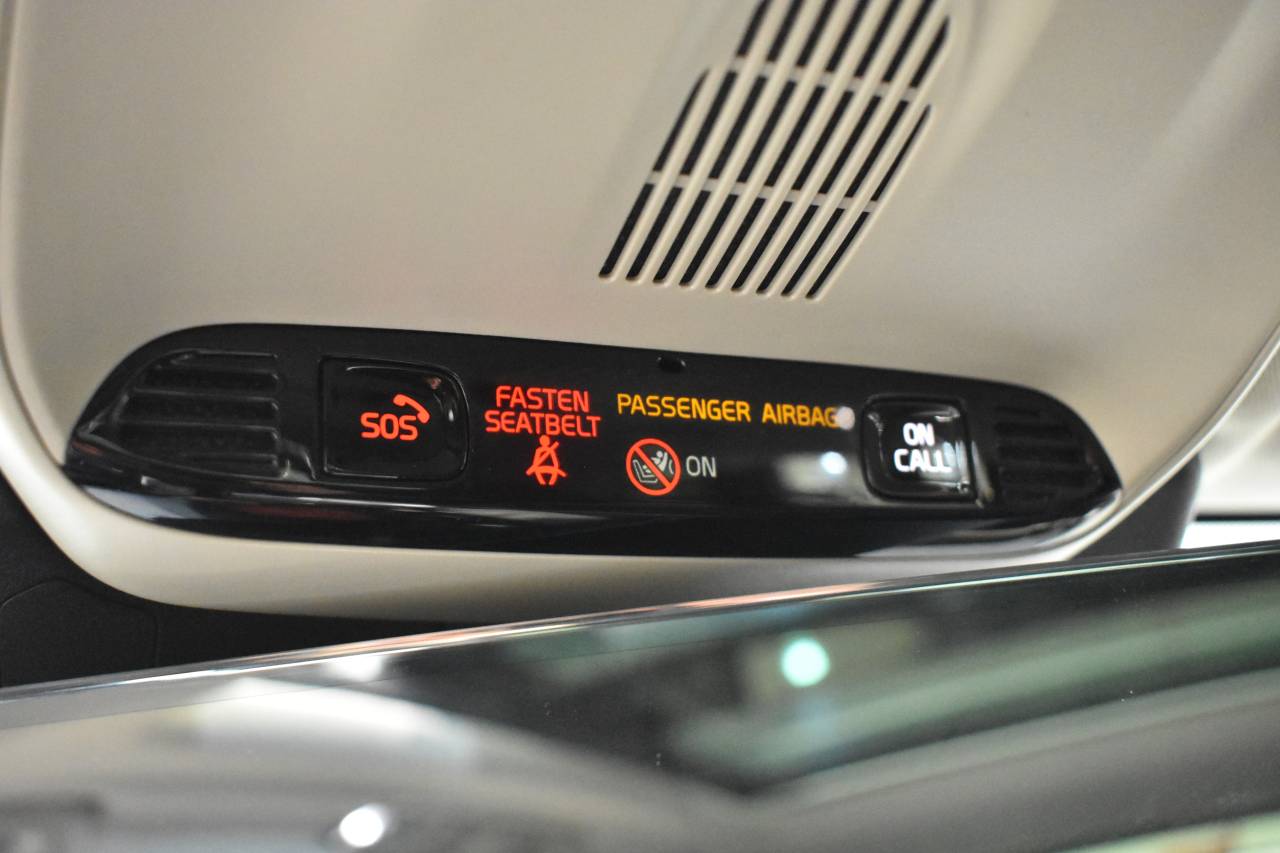 SOS
FASTEN
SEATBELT
PASSENGER AIRBAG
ON
ON
CALL